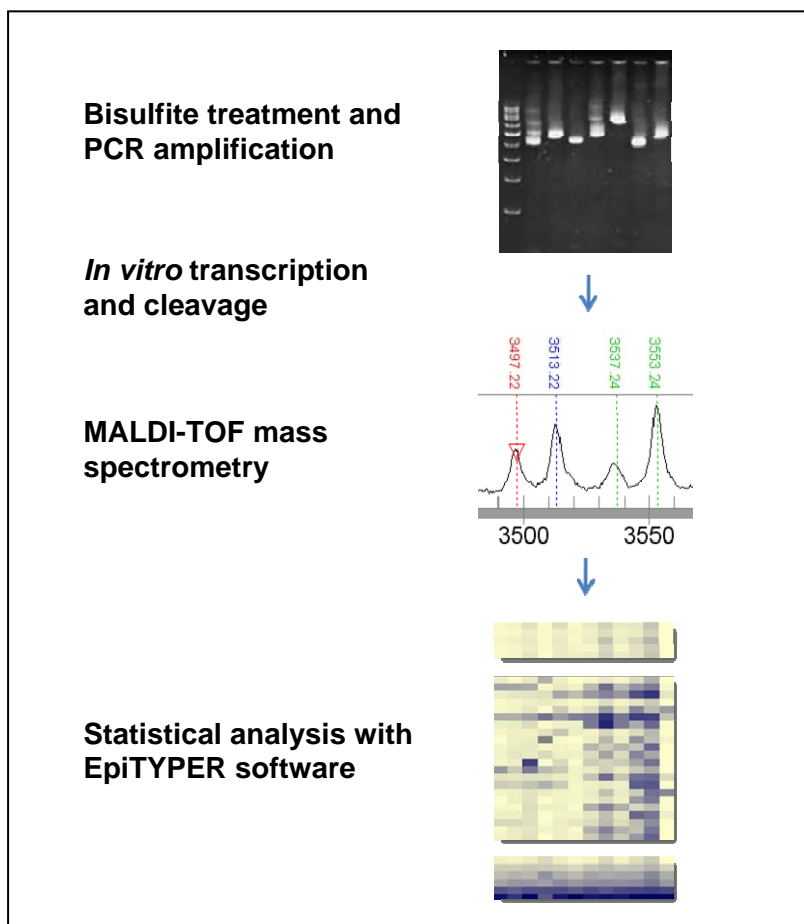 Bisulfite treatment and
PCR amplification
In vitro transcription
and cleavage
3497.22
3513.22
3537.24
3553.24
MALDI-TOF mass
spectrometry
3500 3550
Statistical analysis with
EpiTYPER software